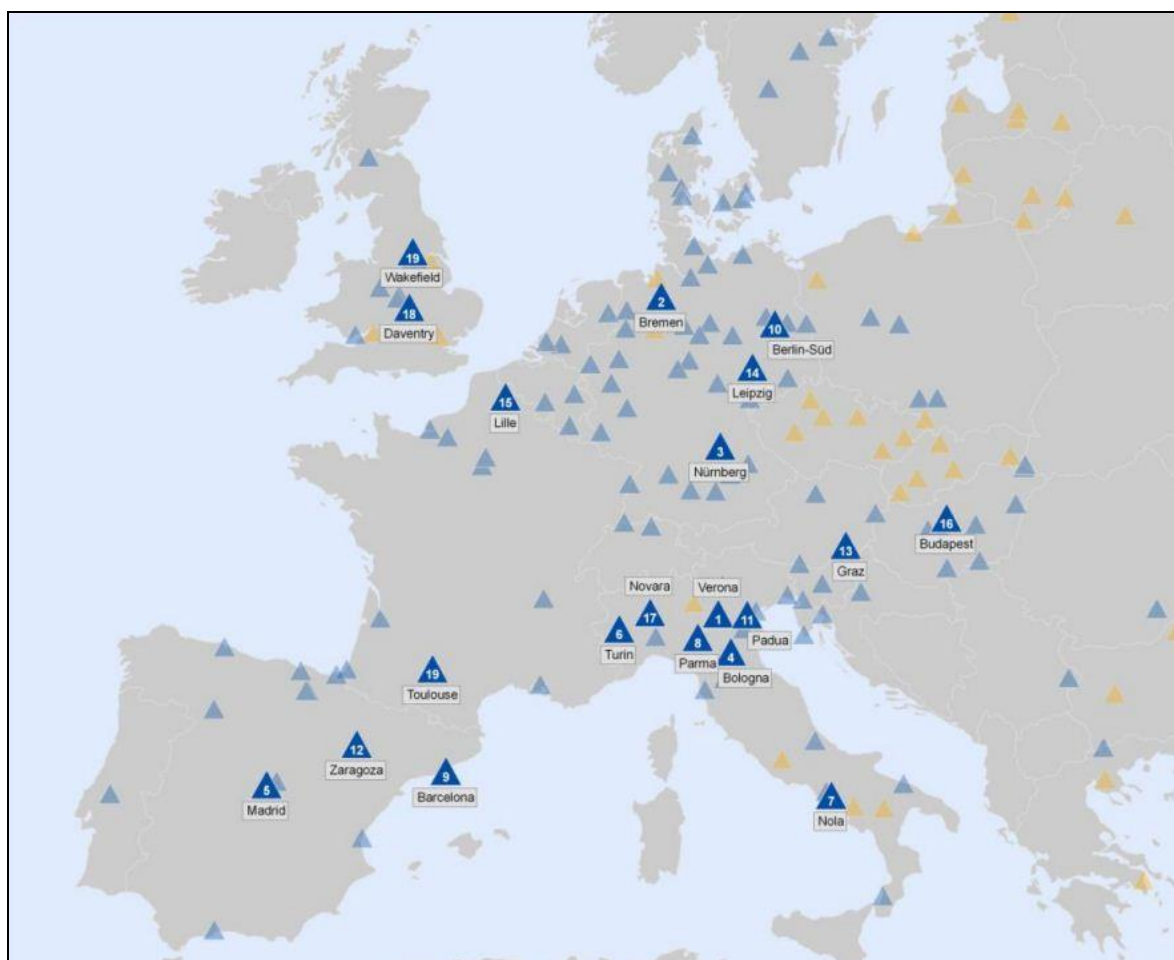 19
Wakefield
18
Daventry
2
Bremen
10
Berlin-Süd
14
Leipzig
15
Lille
3
Nürnberg
16
Budapest
13
Graz
Novara
Verona
17
1
11
Padua
6
Turin
8
Parma
4
Bologna
19
Toulouse
12
Zaragoza
9
Barcelona
5
Madrid
7
Nola